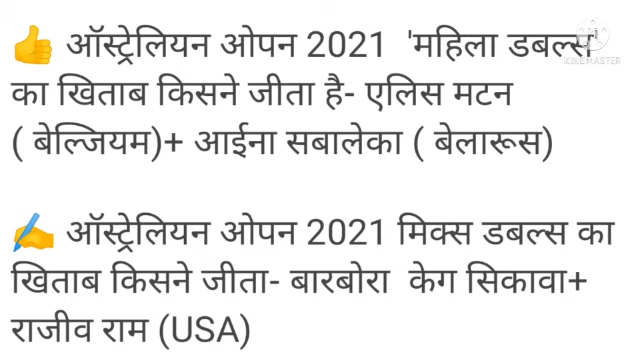 👍 ऑस्ट्रेलियन ओपन 2021 'महिला डबल्स
का खिताब किसने जीता है- एलिस मटन
( बेल्जियम)+ आईना सबालेका ( बेलारूस)
✍️ ऑस्ट्रेलियन ओपन 2021 मिक्स डबल्स का
खिताब किसने जीता- बारबोरा केग सिकावा+
राजीव राम (USA)
KINEMASTER